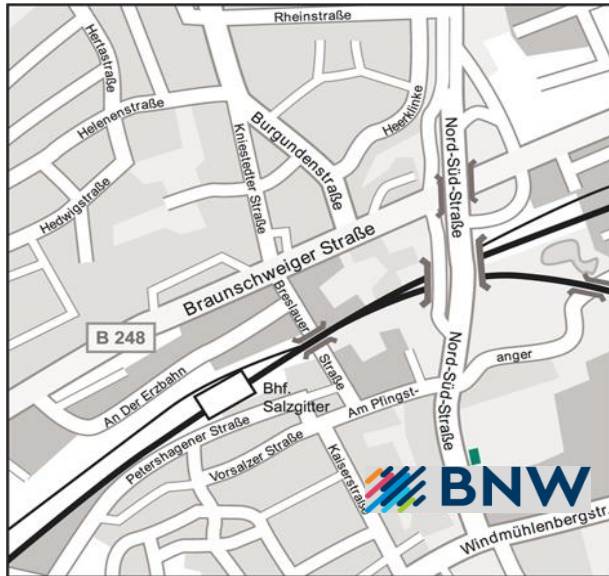 Rheinstraße
Hertastraße
Helenenstraße
Heerklinke
Burgundenstraße
Kniestedter Straße
Nord-Süd-Straße
Hedwigstraße
Braunschweiger Straße
B 248
Breslauer
Straße
Nord-Süd-Straße
An Der Erzbahn
Bhf.
Salzgitter
anger
Am Pfingst-
Petershagener Straße
Vorsalzer Straße
Kaiserstraße
BNW
Windmühlenbergstr.